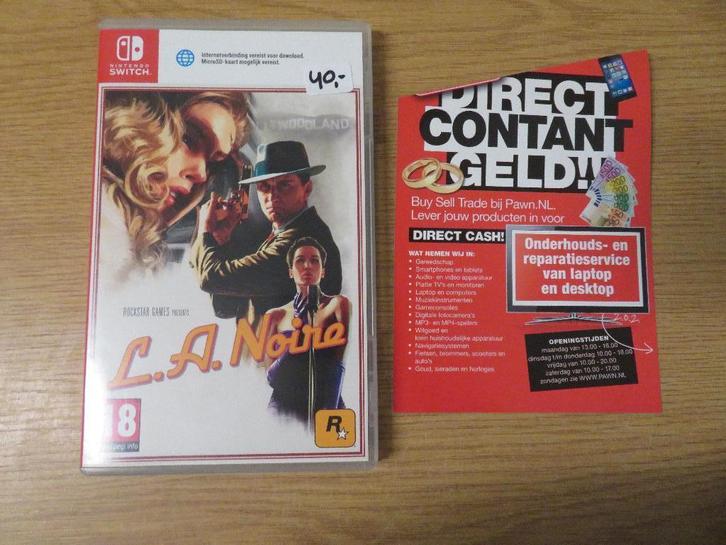 NINTENDO
SWITCH
Internetverbinding vereist voor download.
MicroSD-kaart mogelijk vereist.
40,-
WOODLAND
ROCKSTAR GAMES PRESENTS
L.A. Noire
18
R
DIRECT
CONTANT
GELD!!
Buy Sell Trade bij Pawn.NL.
Lever jouw producten in voor
DIRECT CASH!
WAT NEMEN WIJ IN:
• Gereedschap
• Smartphones en tablets
• Audio- en video apparatuur
• Platte TV's en monitoren
• Laptop en computers
• Muziekinstrumenten
• Gameconsoles
• Digitale fotocamera's
• MP3- en MP4-spelers
• Witgoed en
klein huishoudelijke apparatuur
• Navigatiesystemen
• Fietsen, brommers, scooters en
auto's
• Goud, sieraden en horloges
Onderhouds- en
reparatieservice
van laptop
en desktop
202
OPENINGSTIJDEN
maandag van 13.00 - 18.00
dinsdag t/m donderdag 10.00 - 18.00
vrijdag van 10.00 - 20.00
zaterdag van 10.00 - 17.00
zondagen zie WWW.PAWN.NL